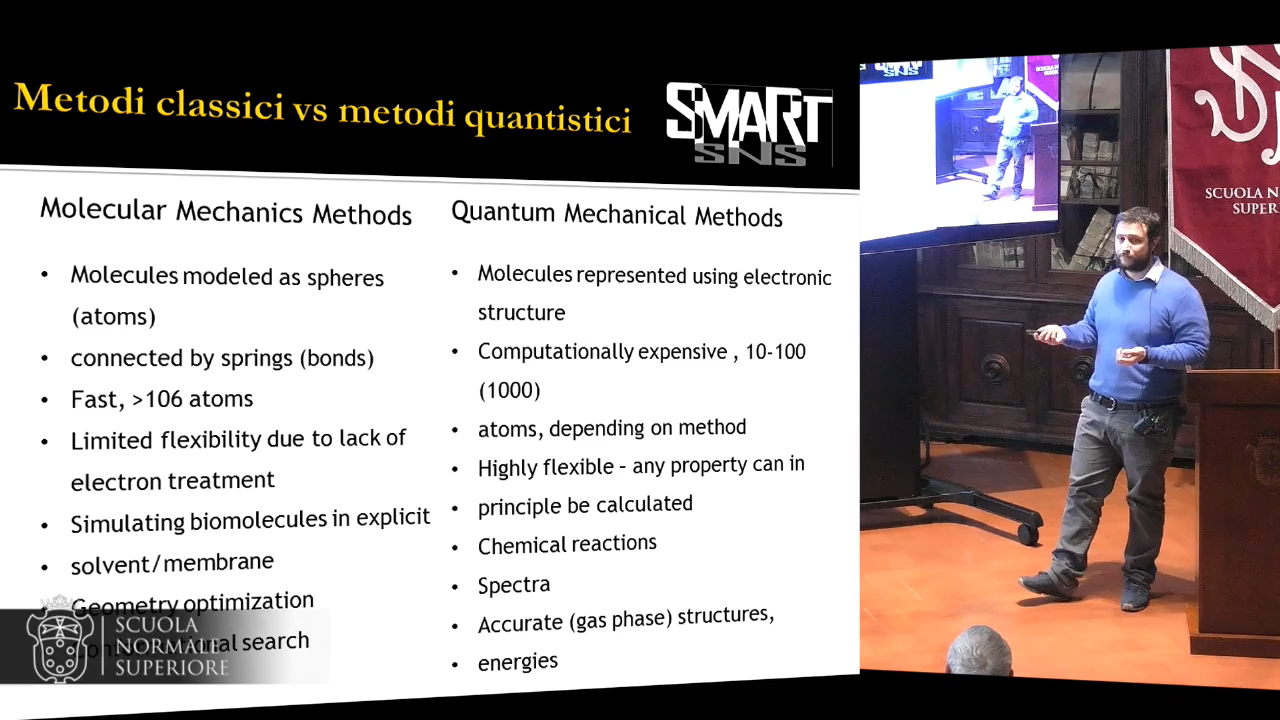 Metodi classici vs metodi quantistici
SMART
SNS
Molecular Mechanics Methods
• Molecules modeled as spheres
(atoms)
• connected by springs (bonds)
• Fast, >106 atoms
• Limited flexibility due to lack of
electron treatment
• Simulating biomolecules in explicit
• solvent/membrane
• Geometry optimization
search
Quantum Mechanical Methods
• Molecules represented using electronic
structure
• Computationally expensive , 10-100
(1000)
• atoms, depending on method
• Highly flexible – any property can in
• principle be calculated
• Chemical reactions
• Spectra
• Accurate (gas phase) structures,
• energies
SCUOLA
NORMALE
SUPERIORE
SNS
SCUOLA